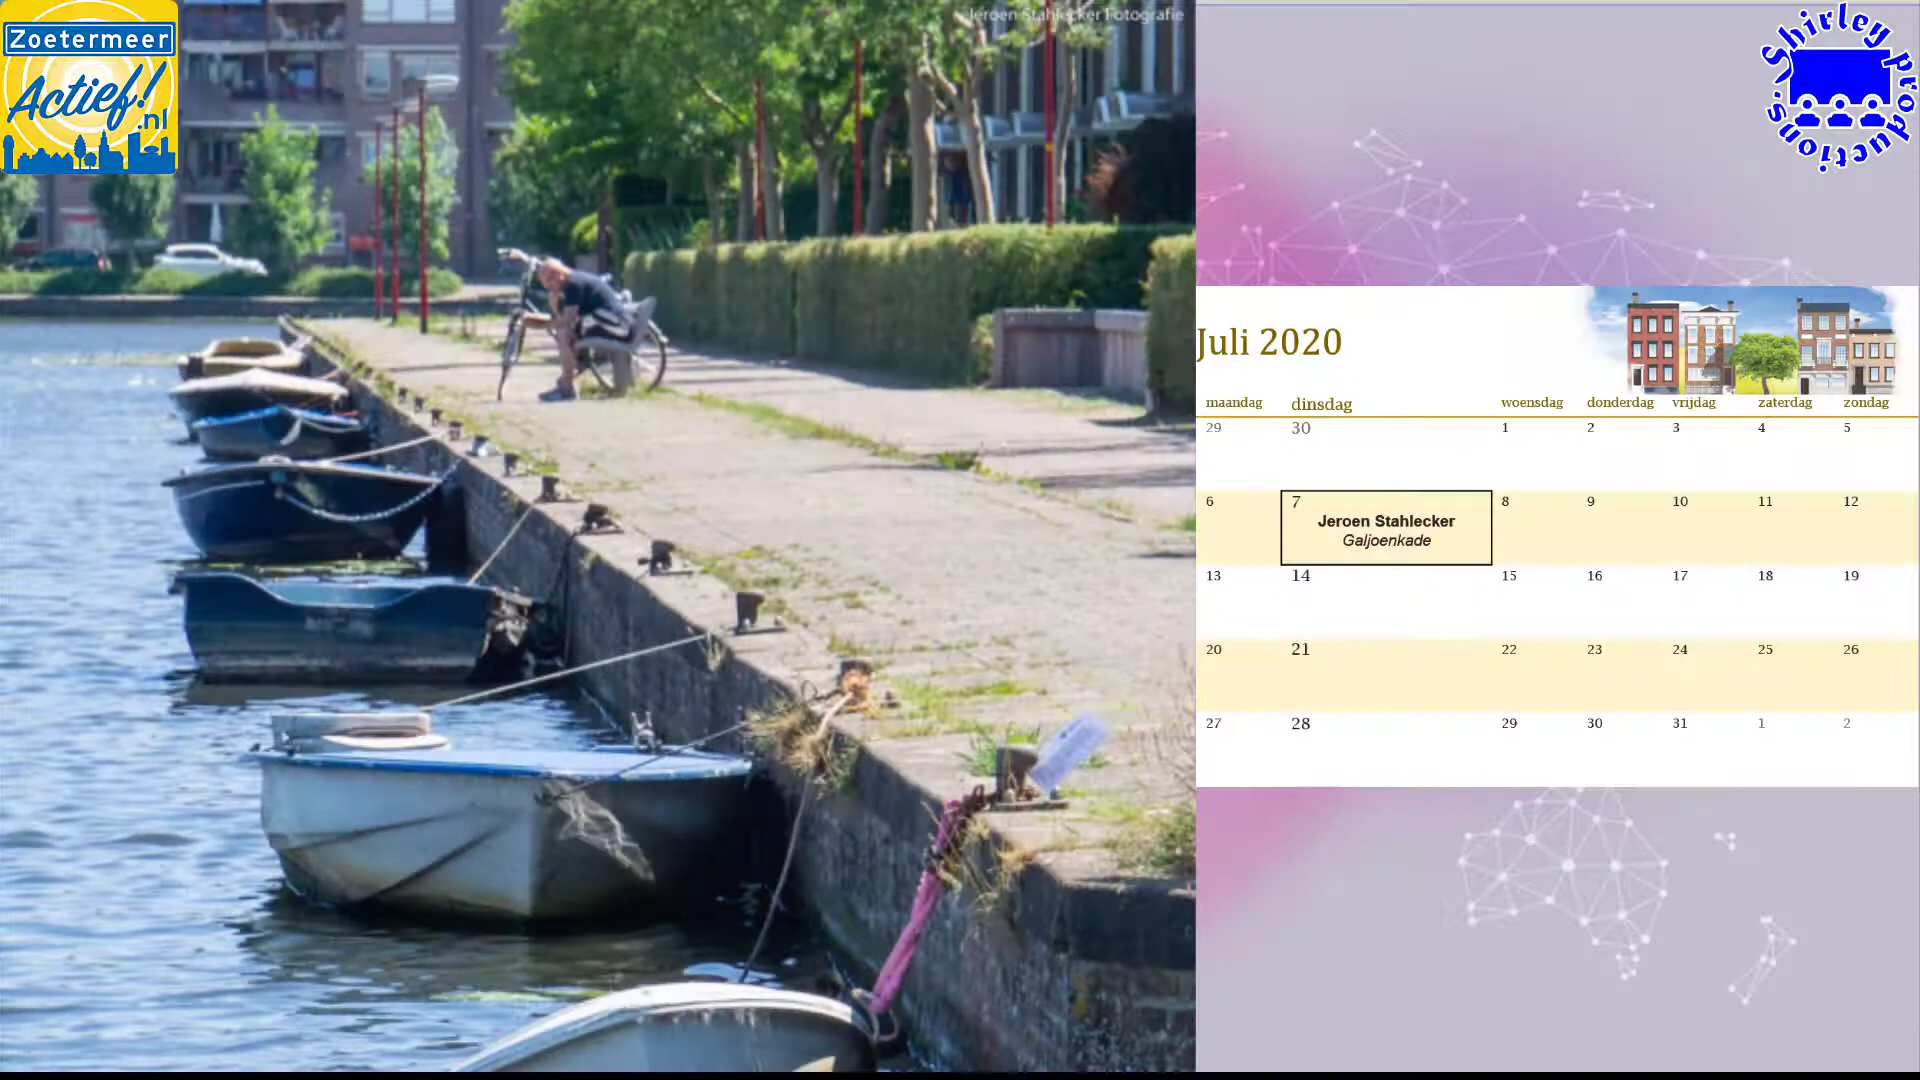 Zoetermeer
Actief!
.nl
Jeroen Stahlecker Fotografie
Shirley productions.
Juli 2020
maandag dinsdag woensdag donderdag vrijdag zaterdag zondag
29 30 1 2 3 4 5
6 7 8 9 10 11 12
Jeroen Stahlecker
Galjoenkade
13 14 15 16 17 18 19
20 21 22 23 24 25 26
27 28 29 30 31 1 2